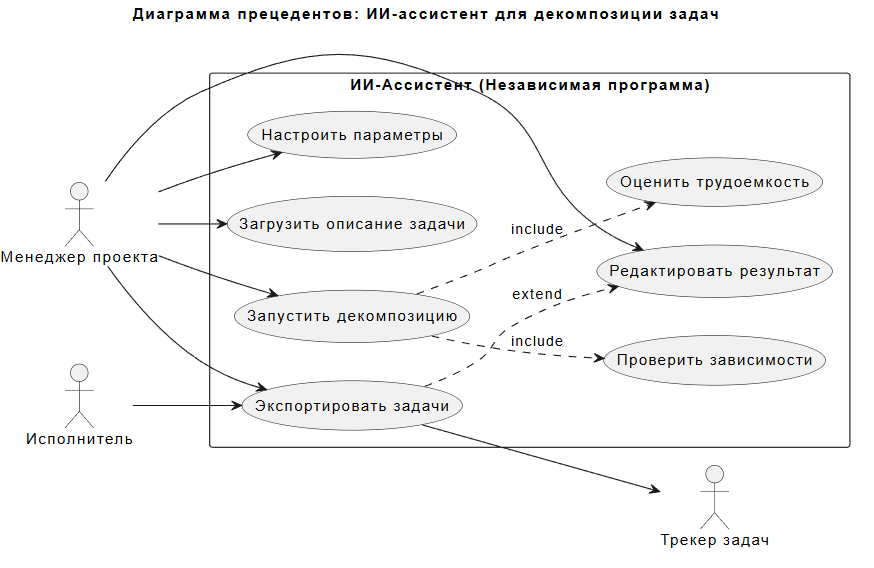 Диаграмма прецедентов: ИИ-ассистент для декомпозиции задач
ИИ-Ассистент (Независимая программа)
Настроить параметры
Оценить трудоемкость
Загрузить описание задачи
include
Менеджер проекта
Редактировать результат
extend
Запустить декомпозицию
include
Проверить зависимости
Экспортировать задачи
Исполнитель
Трекер задач